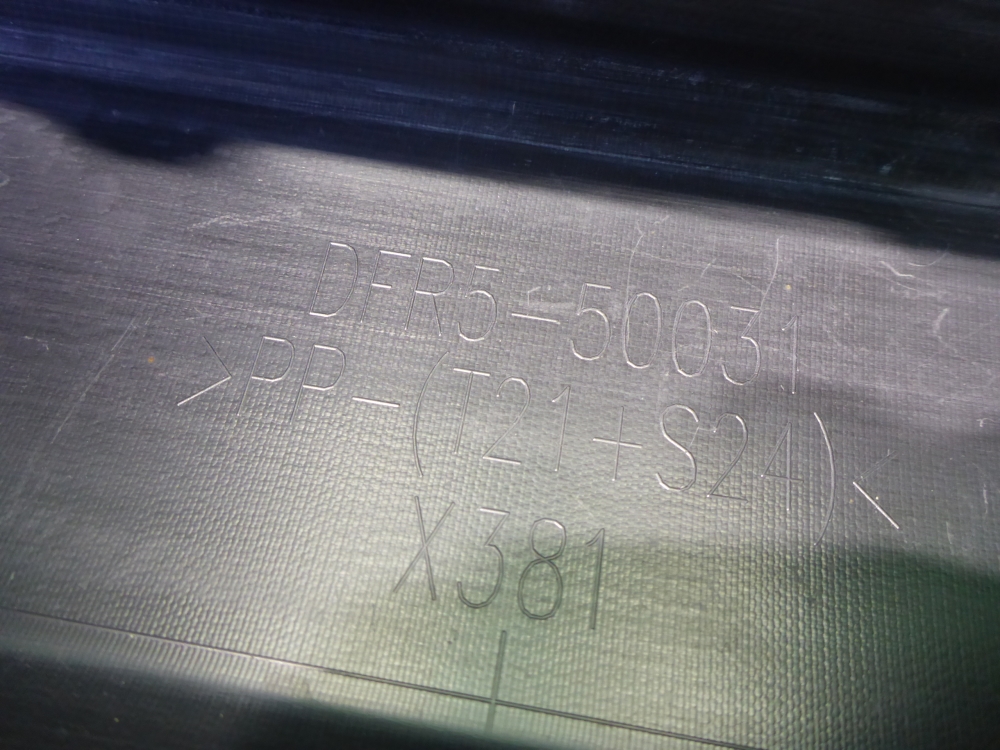 DFR5-50031
>PP-(T21+S24)<
X381